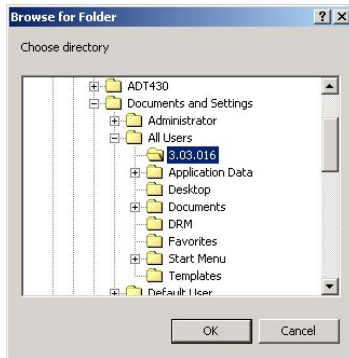 Browse for Folder
Choose directory
ADT430
Documents and Settings
Administrator
All Users
3.03.016
Application Data
Desktop
Documents
DRM
Favorites
Start Menu
Templates
Default User
OK Cancel